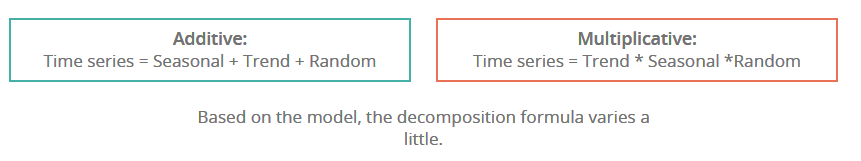 Additive:
Time series = Seasonal + Trend + Random
Multiplicative:
Time series = Trend * Seasonal *Random
Based on the model, the decomposition formula varies a
little.